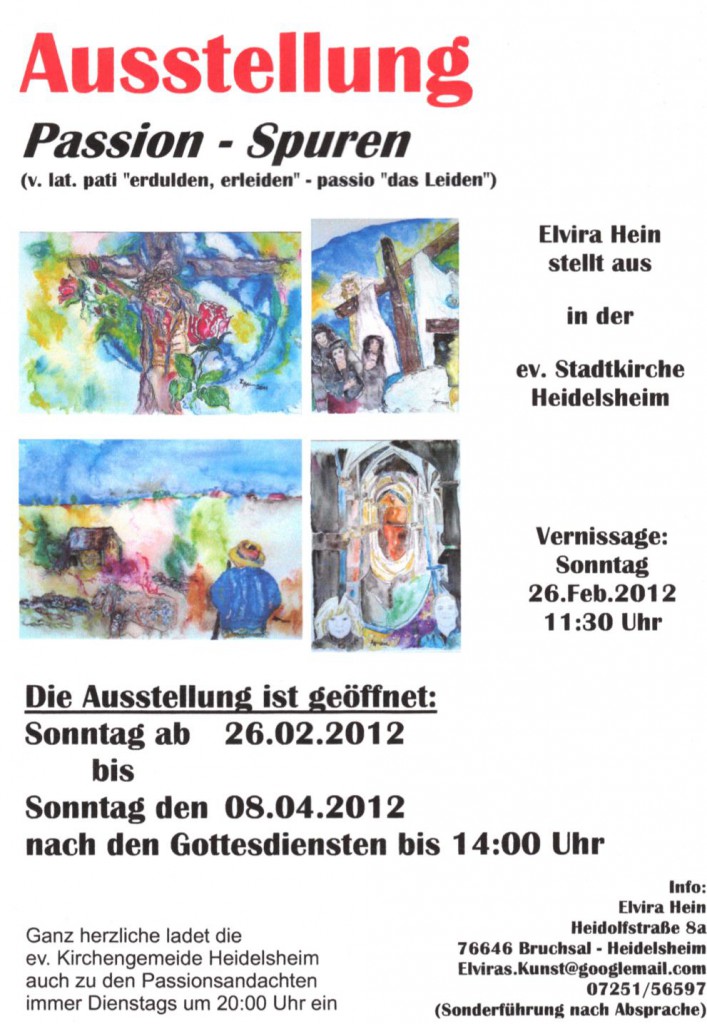 Ausstellung
Passion - Spuren
(v. lat. pati "erdulden, erleiden" - passio "das Leiden")
Elvira Hein
stellt aus
in der
ev. Stadtkirche
Heidelsheim
Vernissage:
Sonntag
26.Feb.2012
11:30 Uhr
Die Ausstellung ist geöffnet:
Sonntag ab 26.02.2012
bis
Sonntag den 08.04.2012
nach den Gottesdiensten bis 14:00 Uhr
Ganz herzliche ladet die
ev. Kirchengemeide Heidelsheim
auch zu den Passionsandachten
immer Dienstags um 20:00 Uhr ein
Info:
Elvira Hein
Heidolfstraße 8a
76646 Bruchsal - Heidelsheim
Elviras.Kunst@googlemail.com
07251/56597
(Sonderführung nach Absprache)